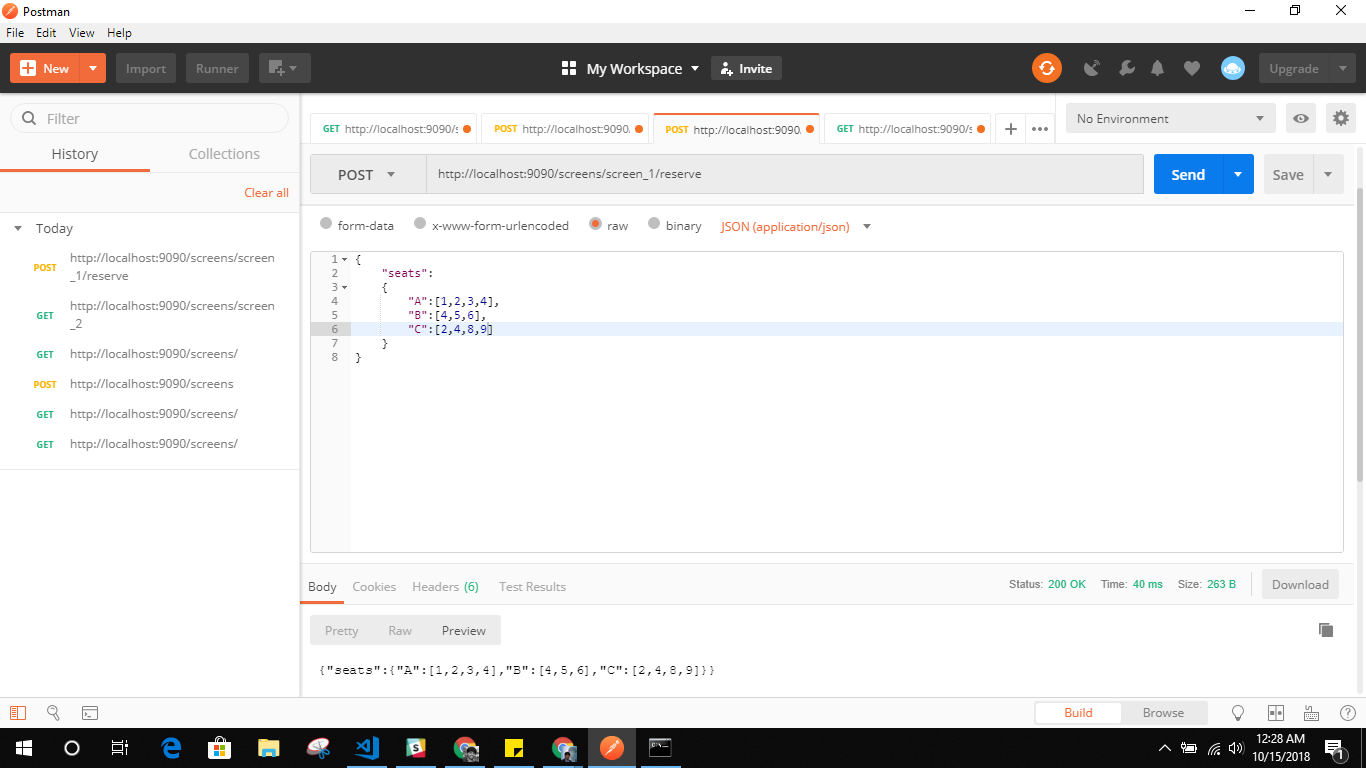 Postman
File Edit View Help
New Import Runner My Workspace Invite Upgrade
Filter
History Collections
Clear all
Today
POST http://localhost:9090/screens/screen
_1/reserve
GET http://localhost:9090/screens/screen
_2
GET http://localhost:9090/screens/
POST http://localhost:9090/screens
GET http://localhost:9090/screens/
GET http://localhost:9090/screens/
GET http://localhost:9090/s POST http://localhost:9090. POST http://localhost:9090. GET http://localhost:9090/s
No Environment
POST http://localhost:9090/screens/screen_1/reserve Send Save
form-data x-www-form-urlencoded raw binary JSON (application/json)
1 {
2 "seats":
3 {
4 "A":[1,2,3,4],
5 "B":[4,5,6],
6 "C":[2,4,8,9]
7 }
8 }
Body Cookies Headers (6) Test Results Status: 200 OK Time: 40 ms Size: 263 B Download
Pretty Raw Preview
{"seats":{"A":[1,2,3,4],"B":[4,5,6],"C":[2,4,8,9]}}
Build Browse
12:28 AM
10/15/2018
1